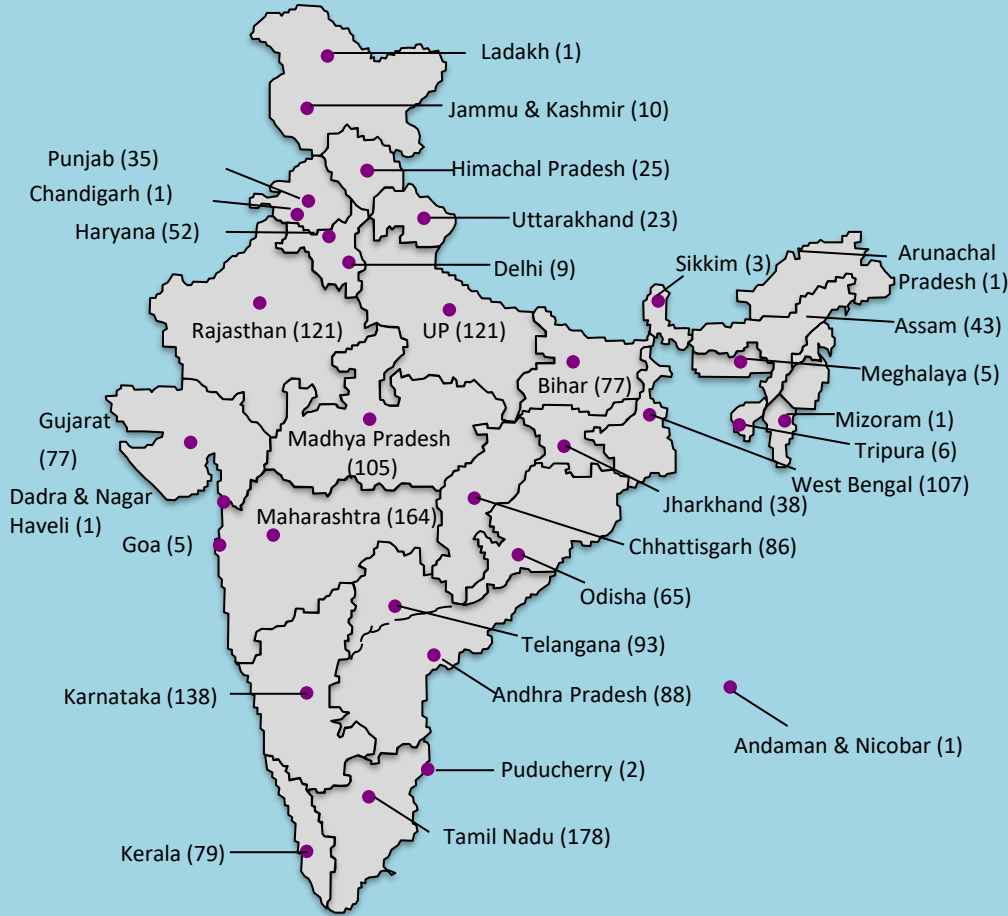 Ladakh (1)
Jammu & Kashmir (10)
Punjab (35)
Himachal Pradesh (25)
Chandigarh (1)
Uttarakhand (23)
Haryana (52)
Delhi (9)
Sikkim (3)
Arunachal
Pradesh (1)
Rajasthan (121)
UP (121)
Assam (43)
Bihar (77)
Meghalaya (5)
Gujarat
(77)
Madhya Pradesh
(105)
Mizoram (1)
Tripura (6)
West Bengal (107)
Dadra & Nagar
Haveli (1)
Jharkhand (38)
Maharashtra (164)
Goa (5)
Chhattisgarh (86)
Odisha (65)
Telangana (93)
Karnataka (138)
Andhra Pradesh (88)
Andaman & Nicobar (1)
Puducherry (2)
Tamil Nadu (178)
Kerala (79)